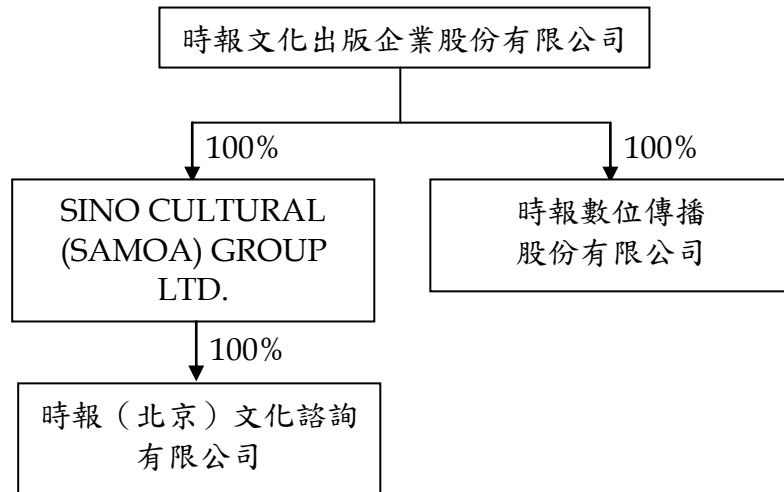 時報文化出版企業股份有限公司
100%
100%
SINO CULTURAL
(SAMOA) GROUP
LTD.
時報數位傳播
股份有限公司
100%
時報（北京）文化諮詢
有限公司